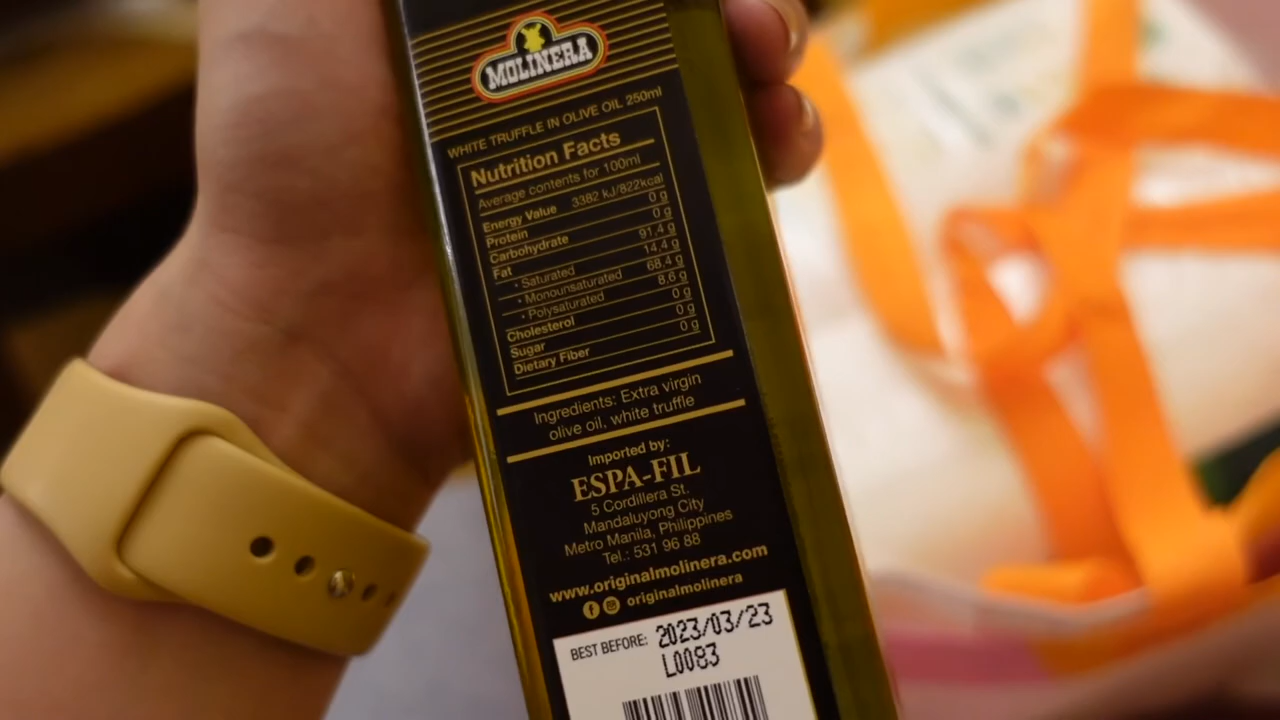 MOLINERA
WHITE TRUFFLE IN OLIVE OIL 250ml
Nutrition Facts
Average contents for 100ml
Energy Value 3382 kJ/822kcal
Protein 0 g
Carbohydrate 0 g
Fat 91,4 g
• Saturated 14,4 g
• Monounsaturated 68,4 g
• Polysaturated 8,6 g
Cholesterol 0 g
Sugar 0 g
Dietary Fiber 0 g
Ingredients: Extra virgin
olive oil, white truffle
Imported by:
ESPA-FIL
5 Cordillera St.
Mandaluyong City
Metro Manila, Philippines
Tel.: 531 96 88
www.originalmolinera.com
originalmolinera
BEST BEFORE: 2023/03/23
L0083